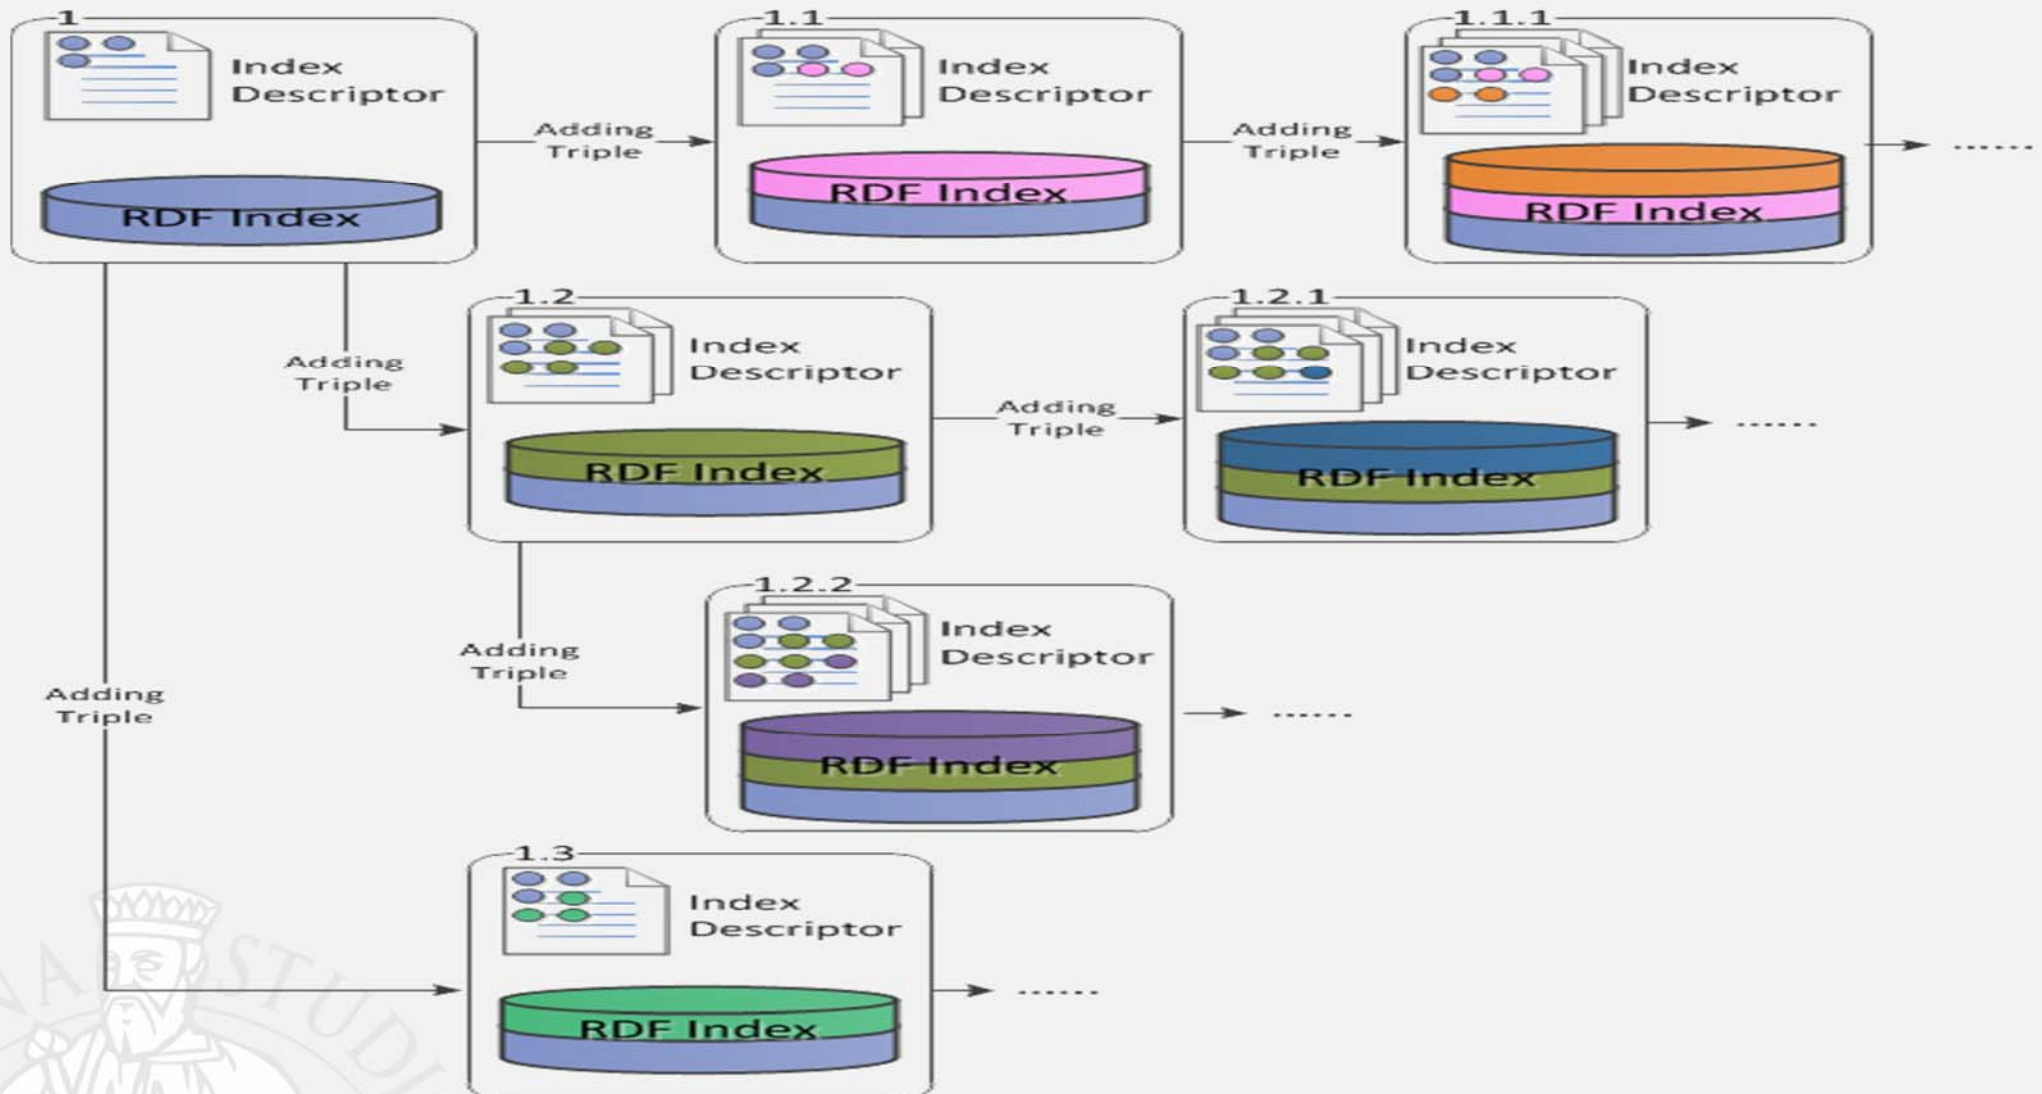 1
Index
Descriptor
RDF Index
Adding
Triple
1.1
Index
Descriptor
RDF Index
Adding
Triple
1.1.1
Index
Descriptor
RDF Index
......
Adding
Triple
1.2
Index
Descriptor
RDF Index
Adding
Triple
1.2.1
Index
Descriptor
RDF Index
......
Adding
Triple
1.2.2
Index
Descriptor
RDF Index
......
Adding
Triple
1.3
Index
Descriptor
RDF Index
......
NA STUDI